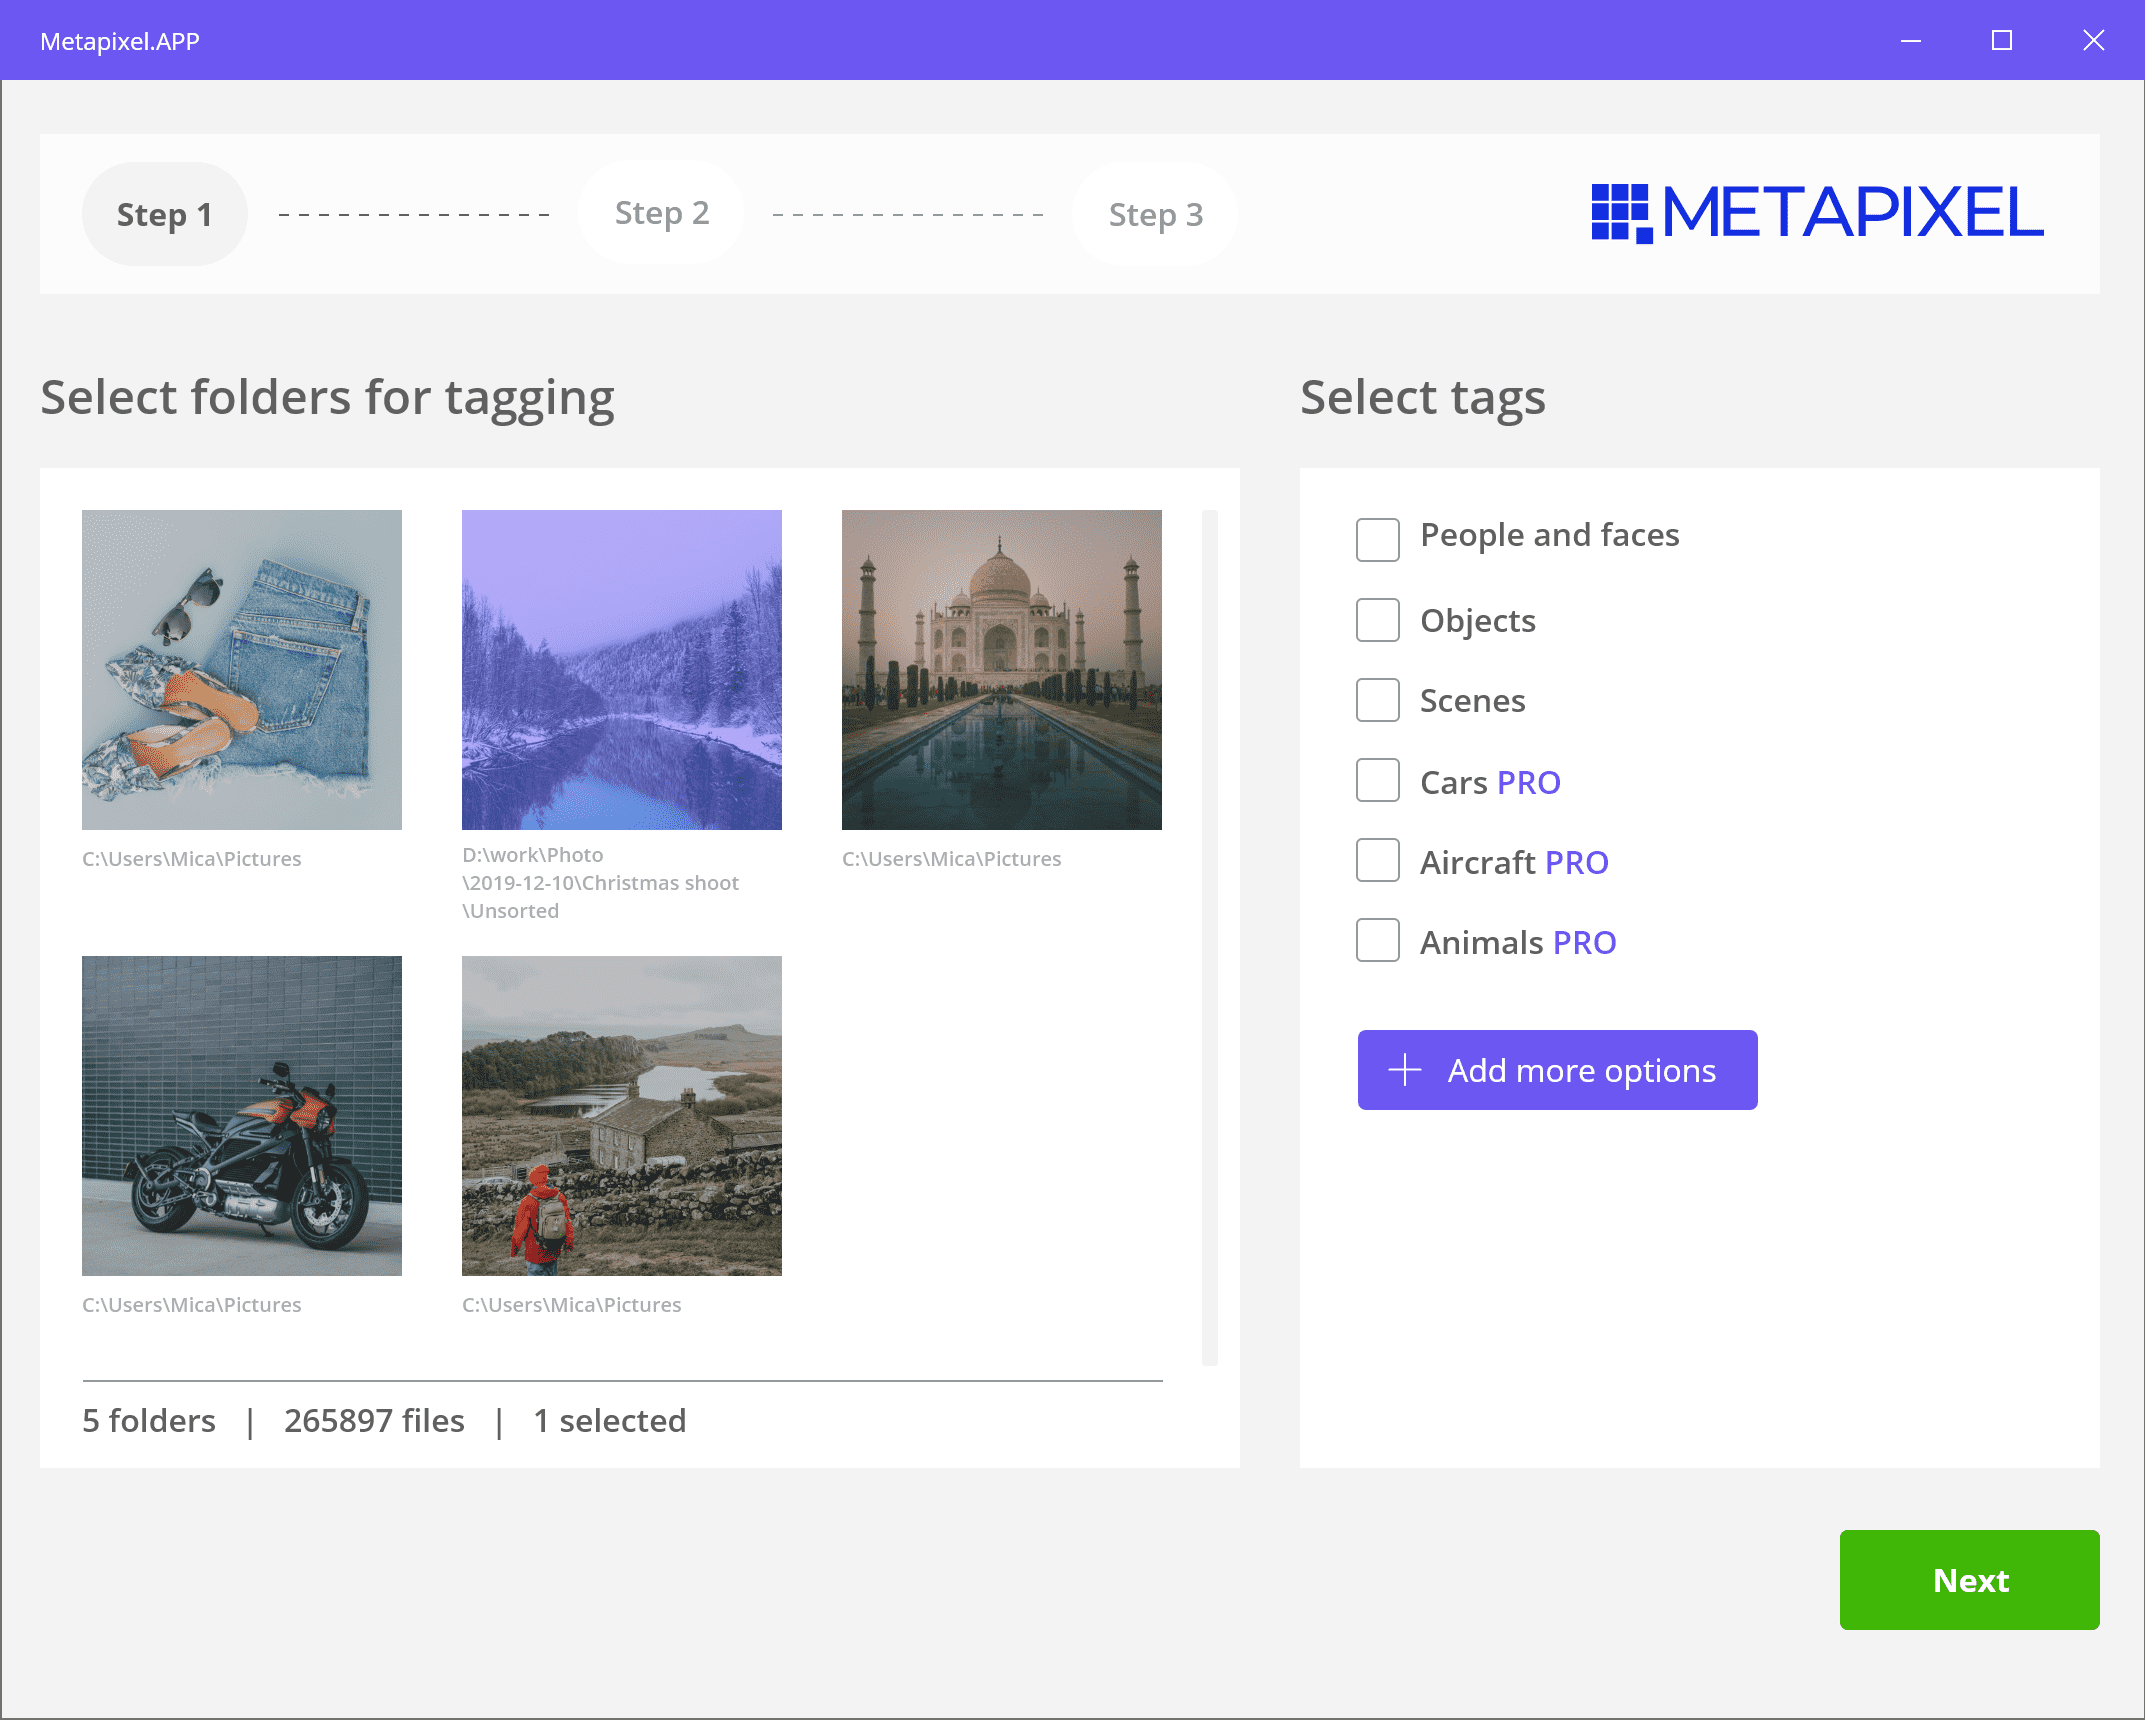 Metapixel.APP
Step 1
Step 2
Step 3
METAPIXEL
Select folders for tagging
C:\Users\Mica\Pictures
D:\work\Photo
\2019-12-10\Christmas shoot
\Unsorted
C:\Users\Mica\Pictures
C:\Users\Mica\Pictures
C:\Users\Mica\Pictures
5 folders | 265897 files | 1 selected
Select tags
People and faces
Objects
Scenes
Cars PRO
Aircraft PRO
Animals PRO
Add more options
Next